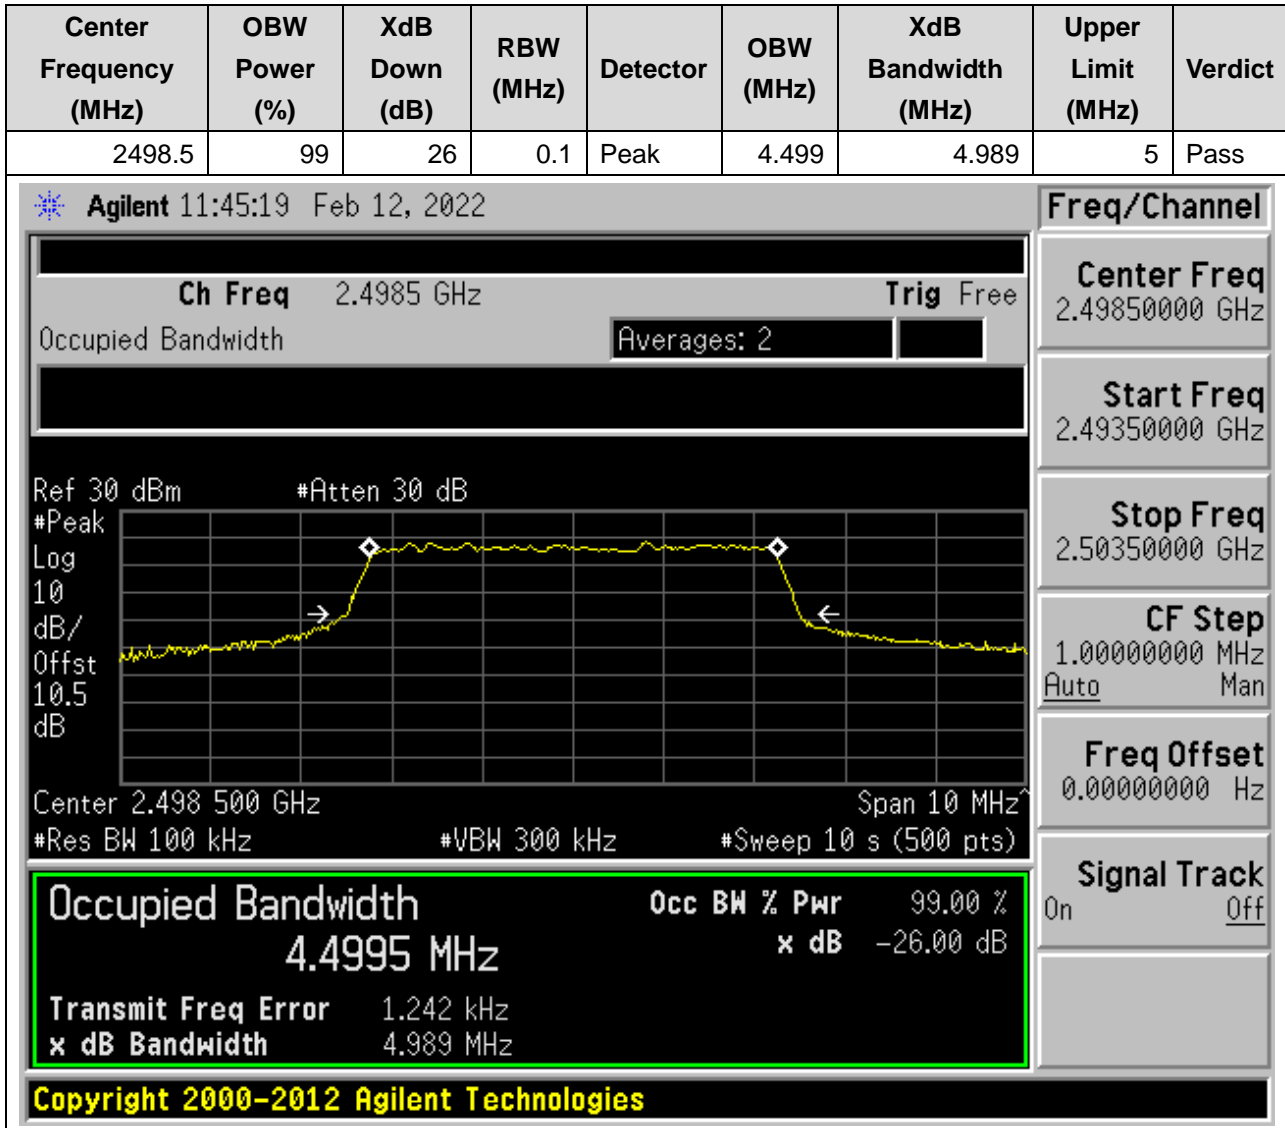 Center Frequency (MHz) OBW Power (%) XdB Down (dB) RBW (MHz) Detector OBW (MHz) XdB Bandwidth (MHz) Upper Limit (MHz) Verdict
2498.5 99 26 0.1 Peak 4.499 4.989 5 Pass
Agilent 11:45:19 Feb 12, 2022
Freq/Channel
Ch Freq 2.4985 GHz Trig Free
Occupied Bandwidth Averages: 2
Center Freq
2.49850000 GHz
Start Freq
2.49350000 GHz
Stop Freq
2.50350000 GHz
CF Step
1.00000000 MHz
Auto Man
Freq Offset
0.00000000 Hz
Signal Track
On Off
Ref 30 dBm #Atten 30 dB
#Peak
Log
10
dB/
Offst
10.5
dB
Center 2.498 500 GHz Span 10 MHz^
#Res BW 100 kHz #VBW 300 kHz #Sweep 10 s (500 pts)
Occupied Bandwidth Occ BW % Pwr 99.00 %
4.4995 MHz x dB -26.00 dB
Transmit Freq Error 1.242 kHz
x dB Bandwidth 4.989 MHz
Copyright 2000-2012 Agilent Technologies